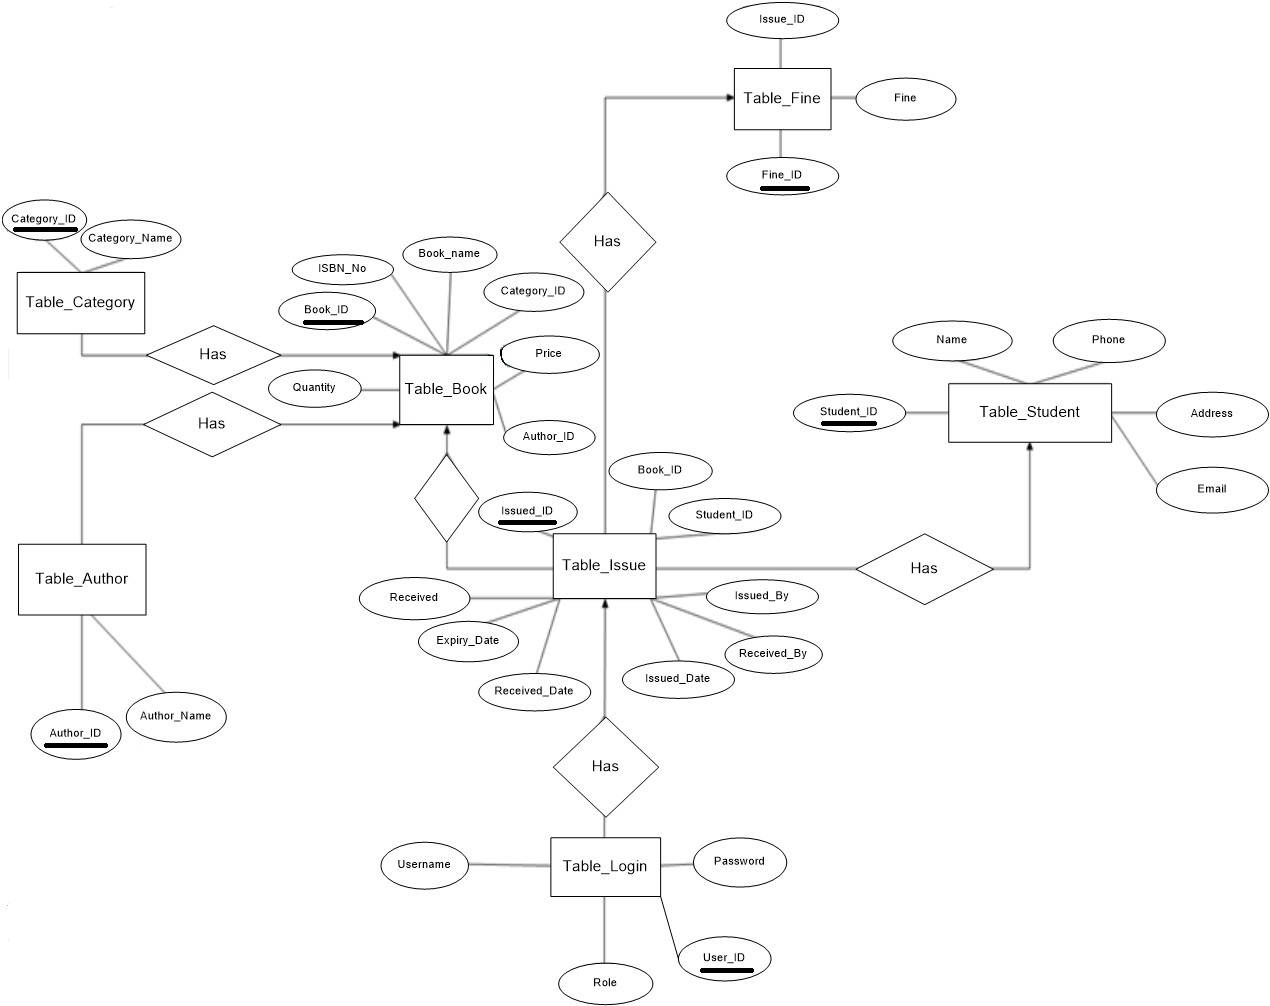 Issue_ID
Table_Fine
Fine
Fine_ID
Has
Category_ID
Category_Name
Table_Category
Has
Book_name
ISBN_No
Category_ID
Book_ID
Price
Quantity
Table_Book
Author_ID
Has
Name
Phone
Student_ID
Table_Student
Address
Email
Book_ID
Issued_ID
Student_ID
Table_Issue
Has
Received
Issued_By
Expiry_Date
Received_By
Received_Date
Issued_Date
Table_Author
Author_Name
Author_ID
Has
Username
Table_Login
Password
User_ID
Role